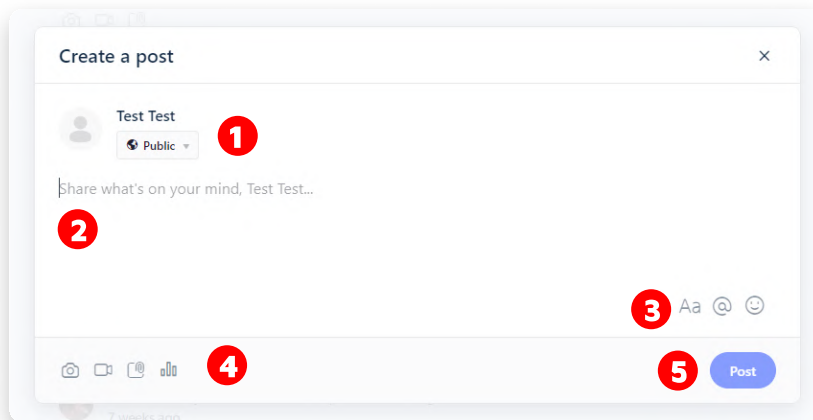 Create a post
×
Test Test
1
Public
Share what's on your mind, Test Test...
2
3 Aa @
4
5 Post
7 weeks ago